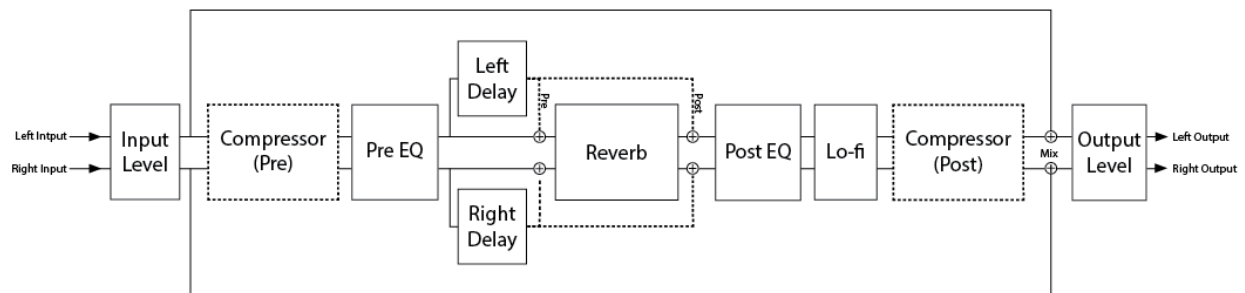 Left Delay
Pre
Post
Left Intput
Right Input
Input Level
Compressor (Pre)
Pre EQ
Reverb
Post EQ
Lo-fi
Compressor (Post)
Mix
Output Level
Left Output
Right Output
Right Delay